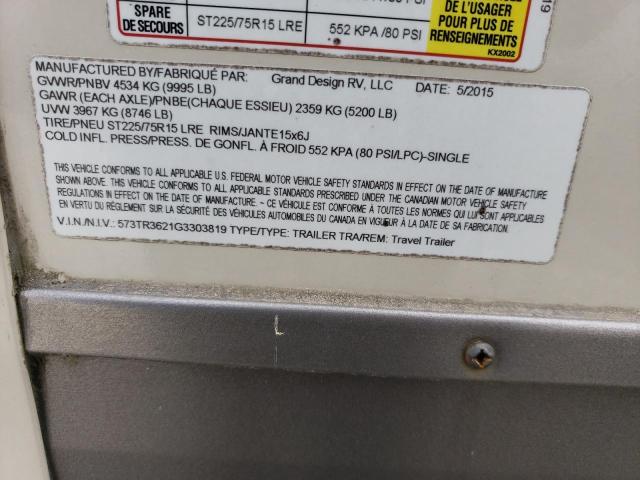 SPARE
DE SECOURS
ST225/75R15 LRE
552 KPA /80 PSI
DE L'USAGER
POUR PLUS DE
RENSEIGNEMENTS
KX2002
819
MANUFACTURED BY/FABRIQUÉ PAR: Grand Design RV, LLC DATE: 5/2015
GVWR/PNBV 4534 KG (9995 LB)
GAWR (EACH AXLE)/PNBE(CHAQUE ESSIEU) 2359 KG (5200 LB)
UVW 3967 KG (8746 LB)
TIRE/PNEU ST225/75R15 LRE RIMS/JANTE15x6J
COLD INFL. PRESS/PRESS. DE GONFL. À FROID 552 KPA (80 PSI/LPC)-SINGLE
THIS VEHICLE CONFORMS TO ALL APPLICABLE U.S. FEDERAL MOTOR VEHICLE SAFETY STANDARDS IN EFFECT ON THE DATE OF MANUFACTURE
SHOWN ABOVE. THIS VEHICLE CONFORMS TO ALL APPLICABLE STANDARDS PRESCRIBED UNDER THE CANADIAN MOTOR VEHICLE SAFETY
REGULATIONS IN EFFECT ON THE DATE OF MANUFACTURE ~ CE VÉHICULE EST CONFORME À TOUTES LES NORMES QUI LUI SONT APPLICABLES
EN VERTU DU RÈGLEMENT SUR LA SÉCURITÉ DES VÉHICULES AUTOMOBILES DU CANADA EN VIGUEUR À LA DATE DE SA FABRICATION.
V.I.N./N.I.V.: 573TR3621G3303819 TYPE/TYPE: TRAILER TRA/REM: Travel Trailer